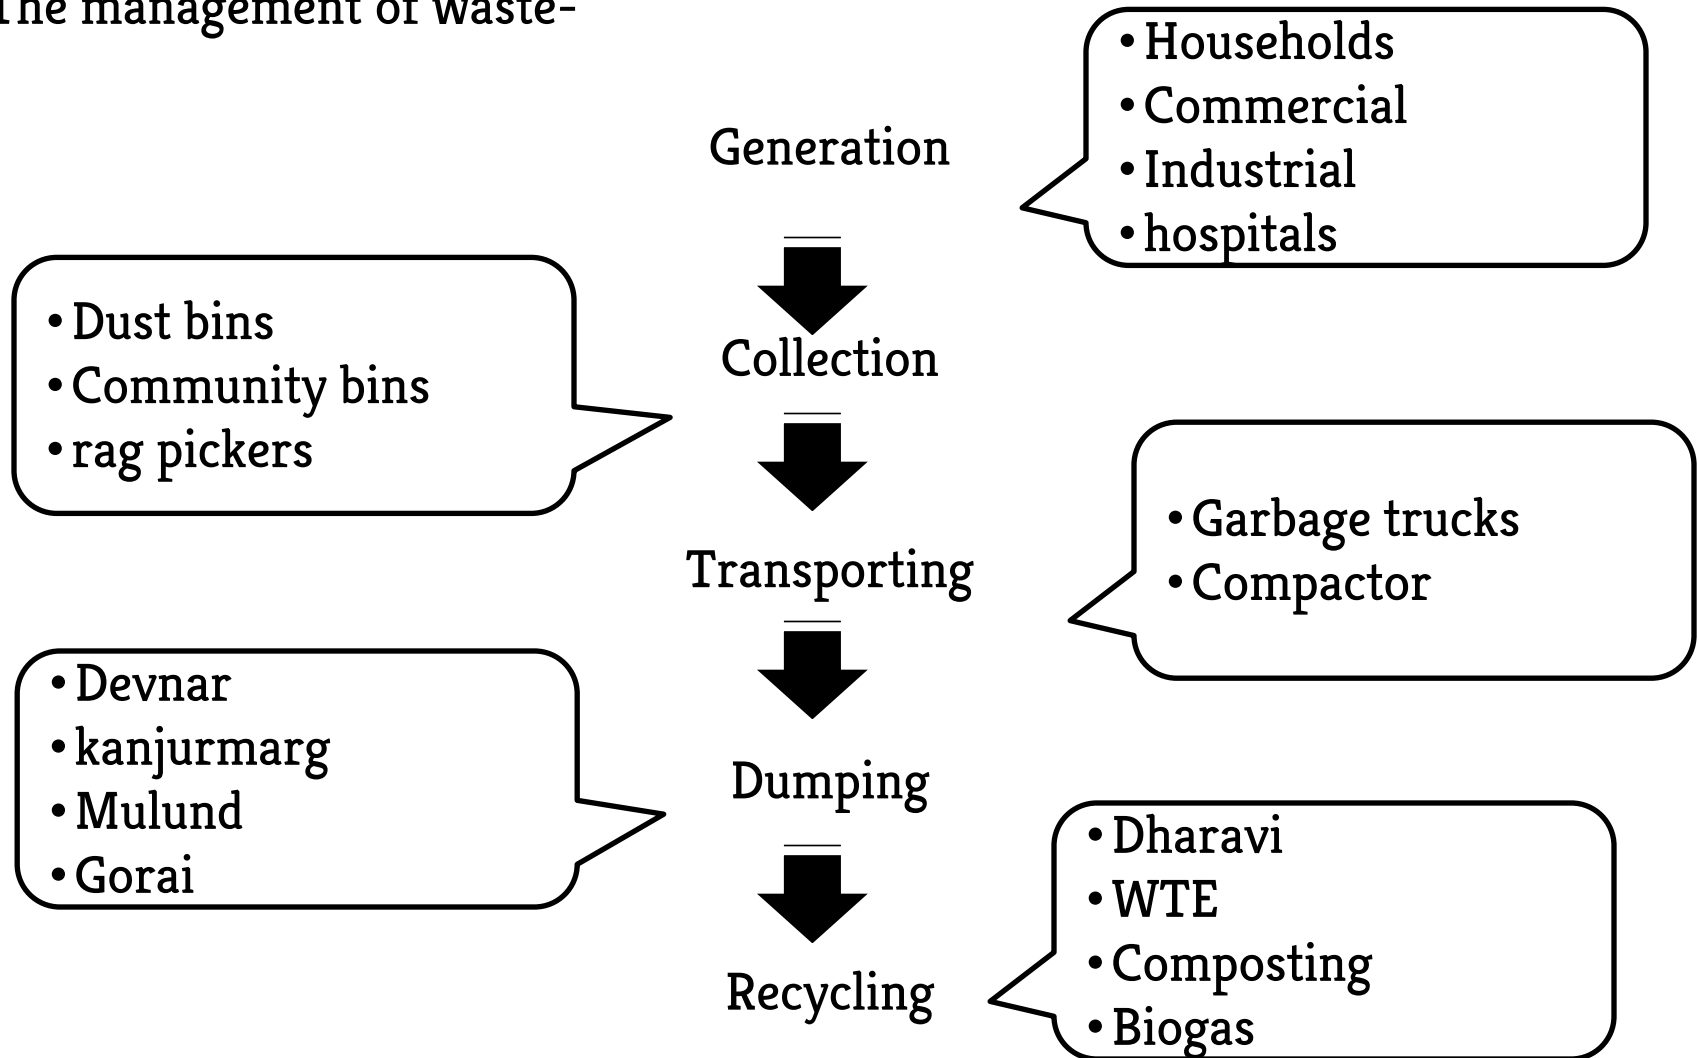 The management of waste-
• Households
• Commercial
• Industrial
• hospitals
Generation
• Dust bins
• Community bins
• rag pickers
Collection
• Garbage trucks
• Compactor
Transporting
• Devnar
• kanjurmarg
• Mulund
• Gorai
Dumping
• Dharavi
• WTE
• Composting
• Biogas
Recycling